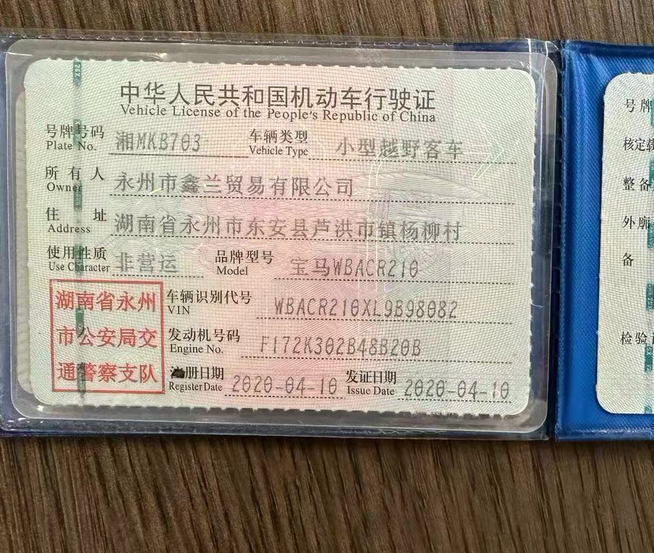 中华人民共和国机动车行驶证
Vehicle License of the People's Republic of China
号牌号码 湘MKB703 车辆类型 小型越野客车
Plate No. Vehicle Type
所有人 永州市鑫兰贸易有限公司
Owner
住址 湖南省永州市东安县芦洪市镇杨柳村
Address
使用性质 非营运 品牌型号 宝马WBACR210
Use Character Model
湖南省永州
市公安局交
通警察支队
车辆识别代号 WBACR210XL9B98082
VIN
发动机号码 F172K302B48B20B
Engine No.
册日期 2020-04-10 发证日期 2020-04-10
Register Date Issue Date
号牌
核定载
整备
外廓
备
检验